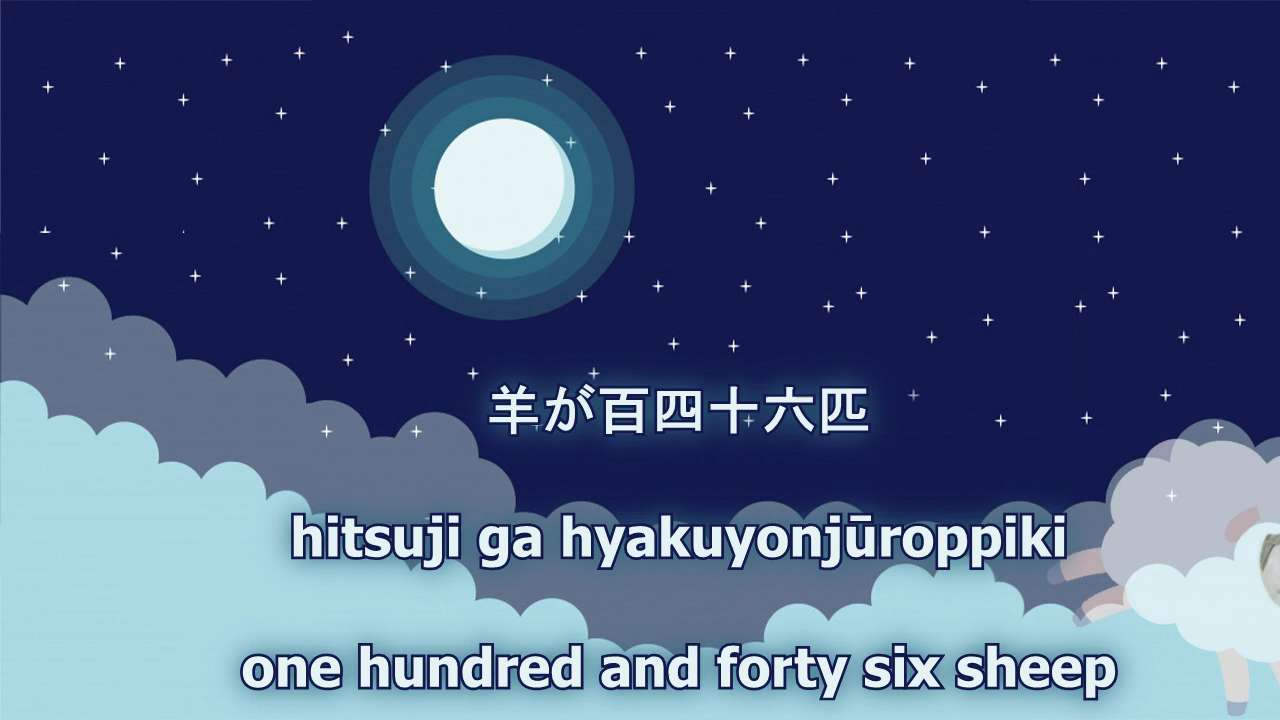 羊が百四十六匹
hitsuji ga hyakuyonjūroppiki
one hundred and forty six sheep